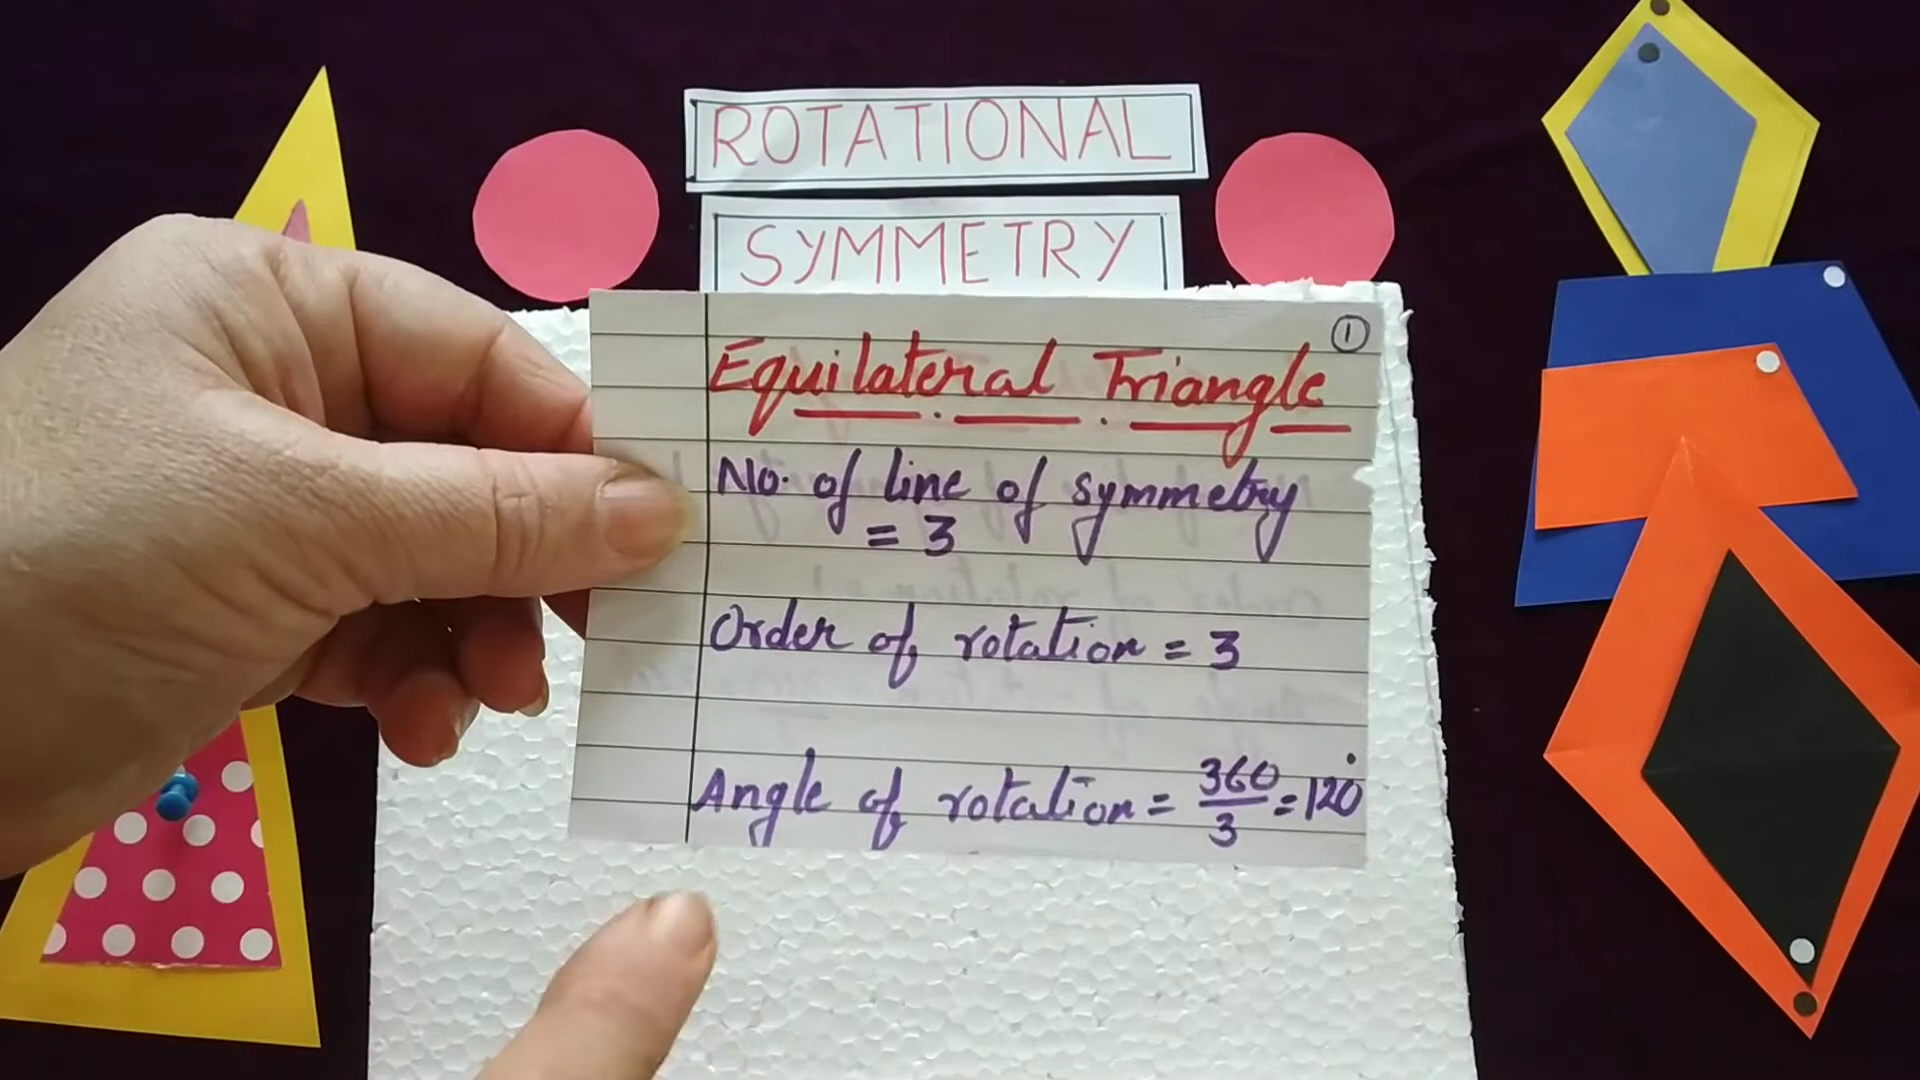 ROTATIONAL
SYMMETRY
①
Equilateral Triangle
No. of line of symmetry
= 3
Order of rotation = 3
Angle of rotation = 360/3 = 120°